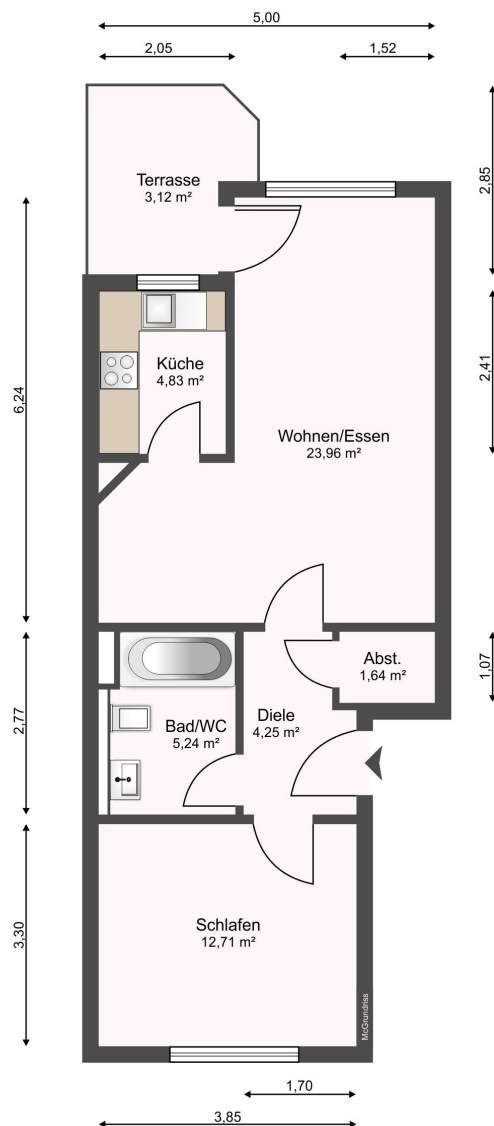 5,00
2,05
1,52
2,85
Terrasse
3,12 m²
6,24
2,41
Küche
4,83 m²
Wohnen/Essen
23,96 m²
2,77
1,07
Abst.
1,64 m²
Bad/WC
5,24 m²
Diele
4,25 m²
3,30
Schlafen
12,71 m²
McGrundriss
1,70
3,85